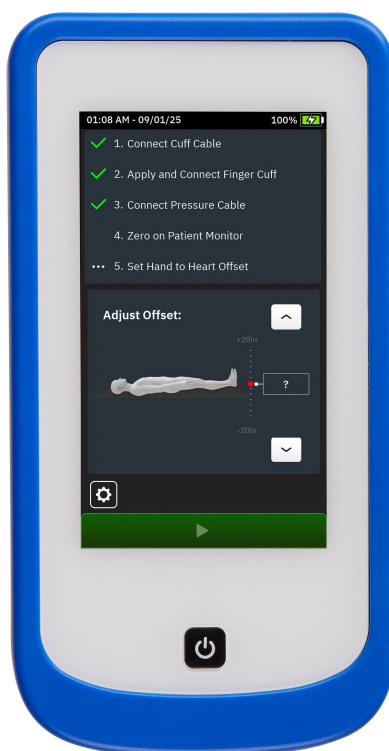 01:08 AM - 09/01/25 100%
1. Connect Cuff Cable
2. Apply and Connect Finger Cuff
3. Connect Pressure Cable
4. Zero on Patient Monitor
5. Set Hand to Heart Offset
Adjust Offset:
+20in
?
-20in